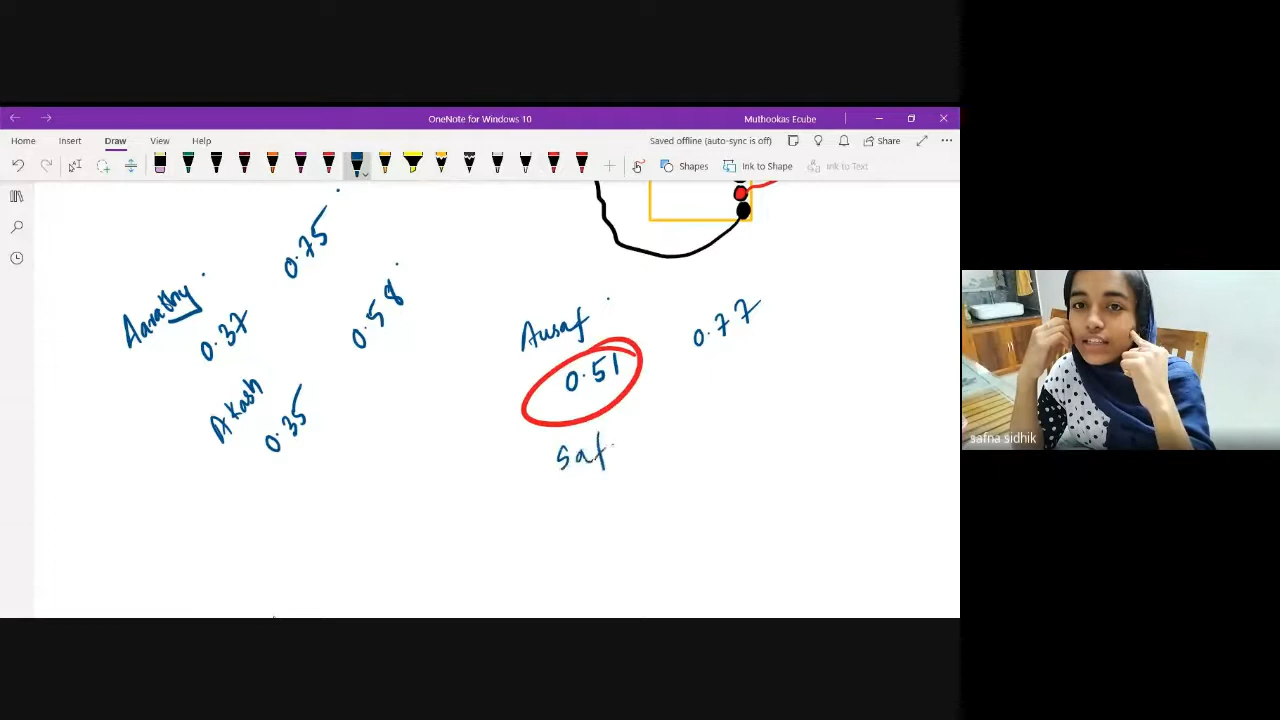 OneNote for Windows 10
Muthookas Ecube
Home Insert Draw View Help
Saved offline (auto-sync is off)
Share
Shapes
Ink to Shape
Ink to Text
0.75
Aarathy
0.37
0.58
Akash
0.35
Ausaf
0.51
0.77
saf
safna sidhik